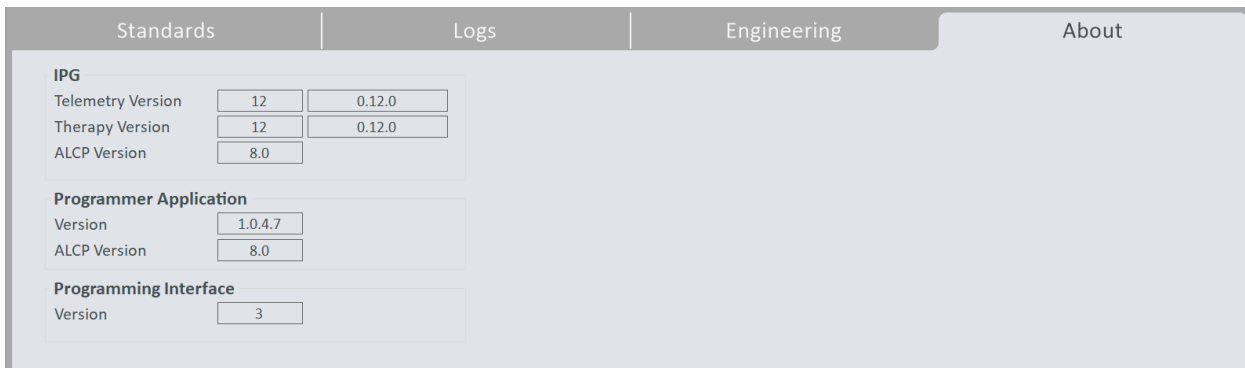 Standards Logs Engineering About
IPG
Telemetry Version 12 0.12.0
Therapy Version 12 0.12.0
ALCP Version 8.0
Programmer Application
Version 1.0.4.7
ALCP Version 8.0
Programming Interface
Version 3